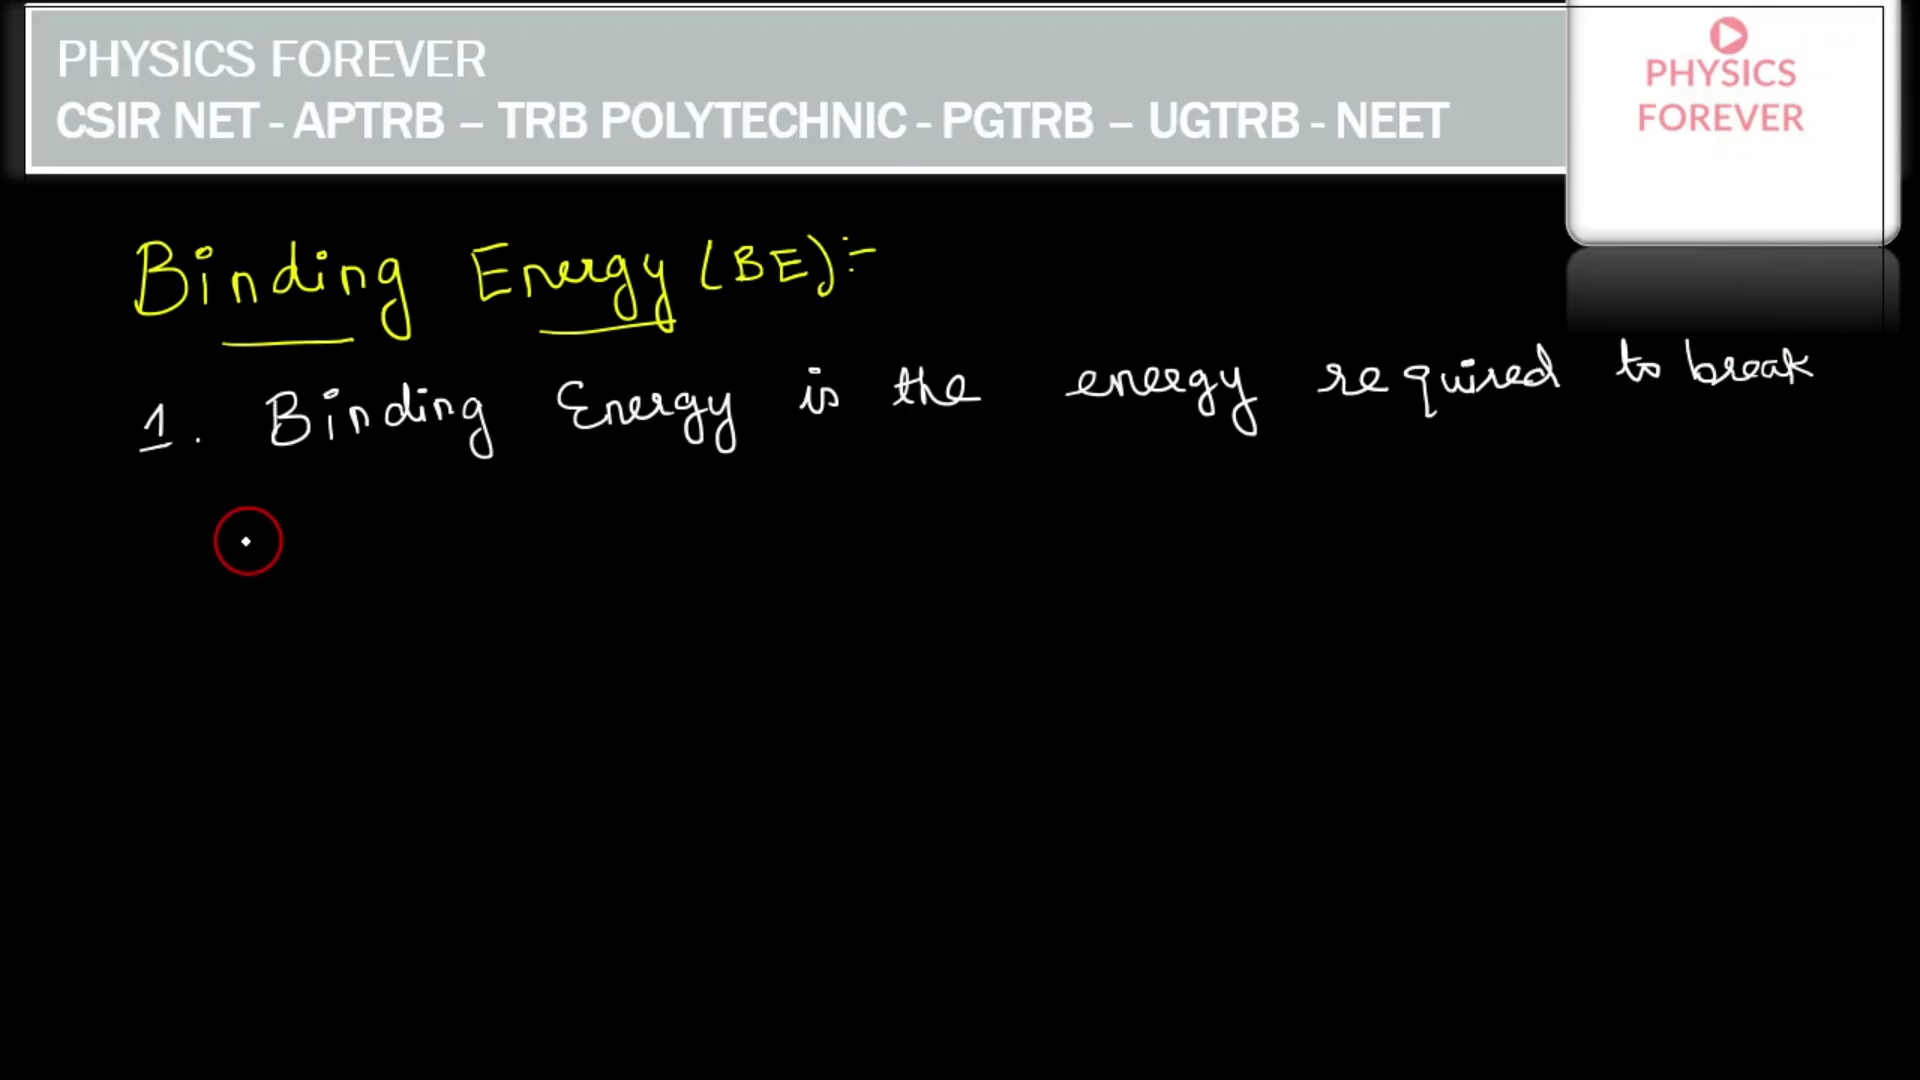 PHYSICS FOREVER
CSIR NET - APTRB – TRB POLYTECHNIC - PGTRB – UGTRB - NEET
PHYSICS
FOREVER
Binding Energy (BE):-
1. Binding Energy is the energy required to break